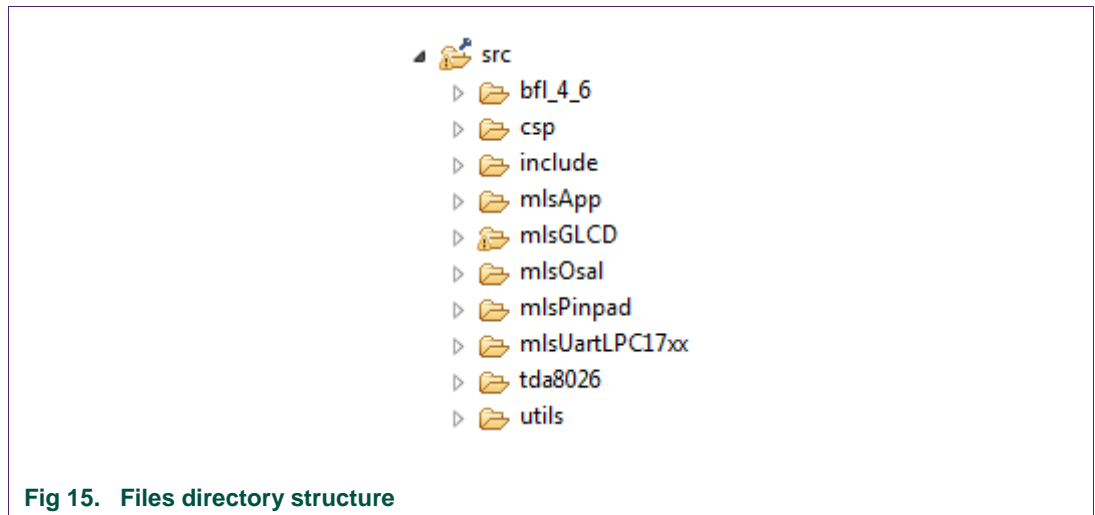 src
bfl_4_6
csp
include
mlsApp
mlsGLCD
mlsOsal
mlsPinpad
mlsUartLPC17xx
tda8026
utils
Fig 15. Files directory structure